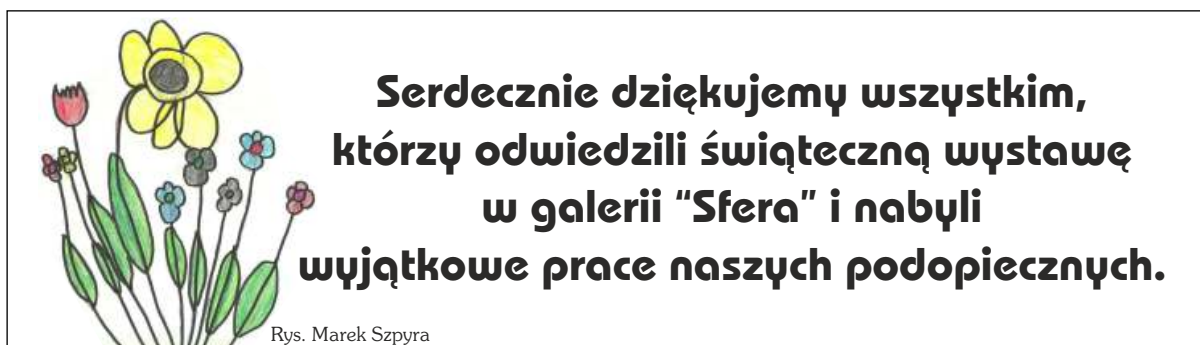 Serdecznie dziękujemy wszystkim,
którzy odwiedzili świąteczną wystawę
w galerii “Sfera” i nabyli
wyjątkowe prace naszych podopiecznych.
Rys. Marek Szpyra